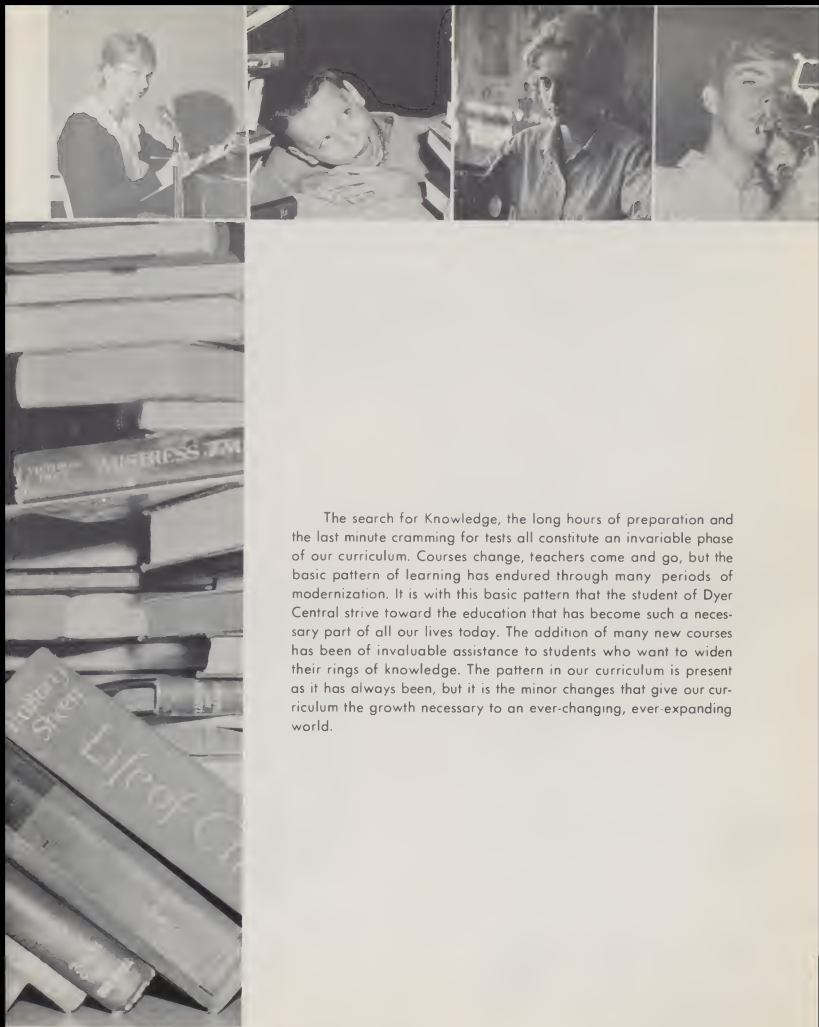 MISTRESS
Sheen
Life of
The search for Knowledge, the long hours of preparation and
the last minute cramming for tests all constitute an invariable phase
of our curriculum. Courses change, teachers come and go, but the
basic pattern of learning has endured through many periods of
modernization. It is with this basic pattern that the student of Dyer
Central strive toward the education that has become such a neces-
sary part of all our lives today. The addition of many new courses
has been of invaluable assistance to students who want to widen
their rings of knowledge. The pattern in our curriculum is present
as it has always been, but it is the minor changes that give our cur-
riculum the growth necessary to an ever-changing, ever-expanding
world.